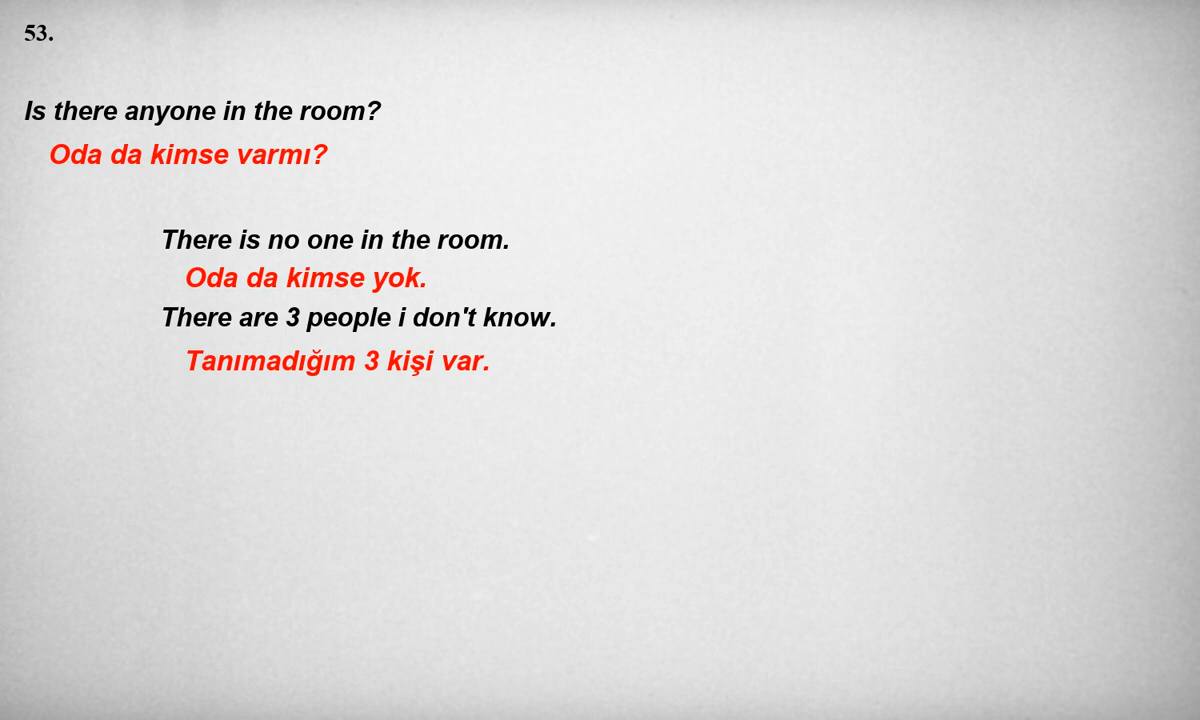 53.
Is there anyone in the room?
Oda da kimse varmı?
There is no one in the room.
Oda da kimse yok.
There are 3 people i don't know.
Tanımadığım 3 kişi var.